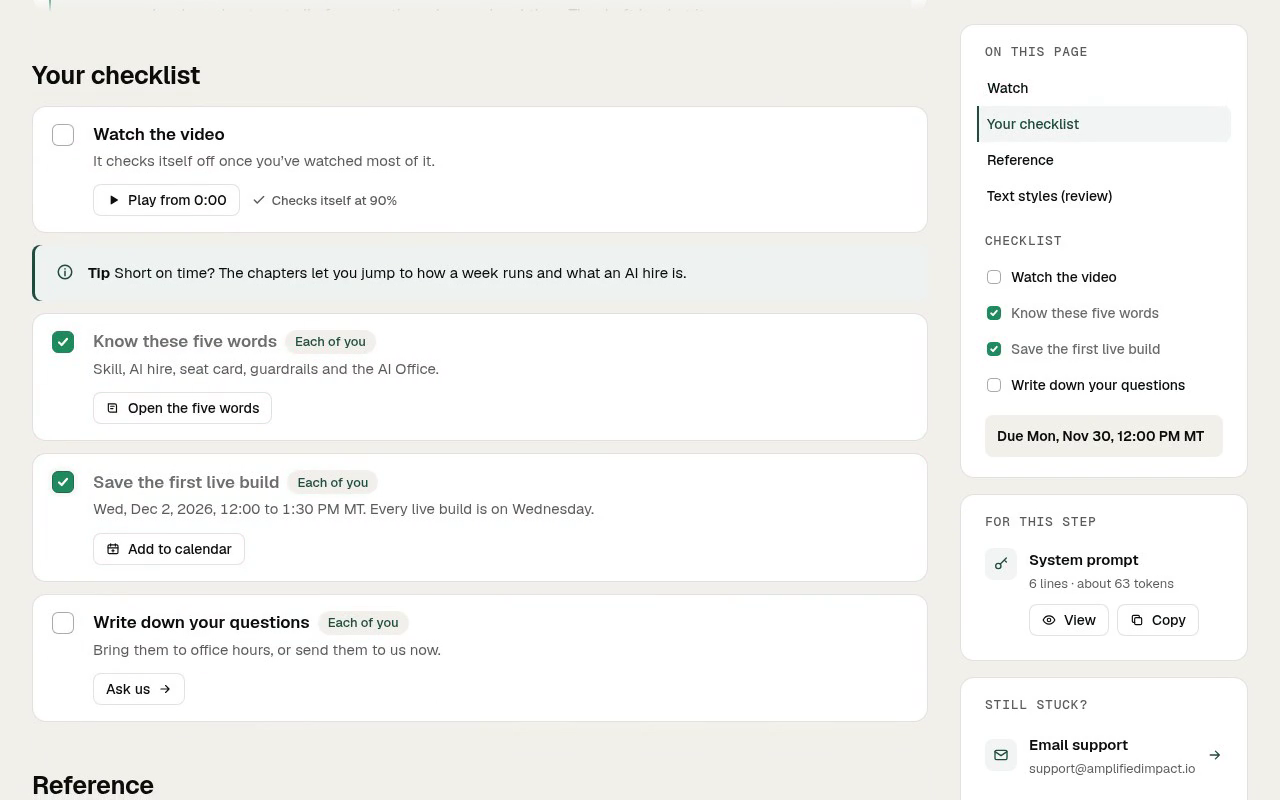 Your checklist
Watch the video
It checks itself off once you’ve watched most of it.
Play from 0:00
Checks itself at 90%
Tip Short on time? The chapters let you jump to how a week runs and what an AI hire is.
Know these five words
Each of you
Skill, AI hire, seat card, guardrails and the AI Office.
Open the five words
Save the first live build
Each of you
Wed, Dec 2, 2026, 12:00 to 1:30 PM MT. Every live build is on Wednesday.
Add to calendar
Write down your questions
Each of you
Bring them to office hours, or send them to us now.
Ask us →
Reference
ON THIS PAGE
Watch
Your checklist
Reference
Text styles (review)
CHECKLIST
Watch the video
Know these five words
Save the first live build
Write down your questions
Due Mon, Nov 30, 12:00 PM MT
FOR THIS STEP
System prompt
6 lines · about 63 tokens
View
Copy
STILL STUCK?
Email support
support@amplifiedimpact.io